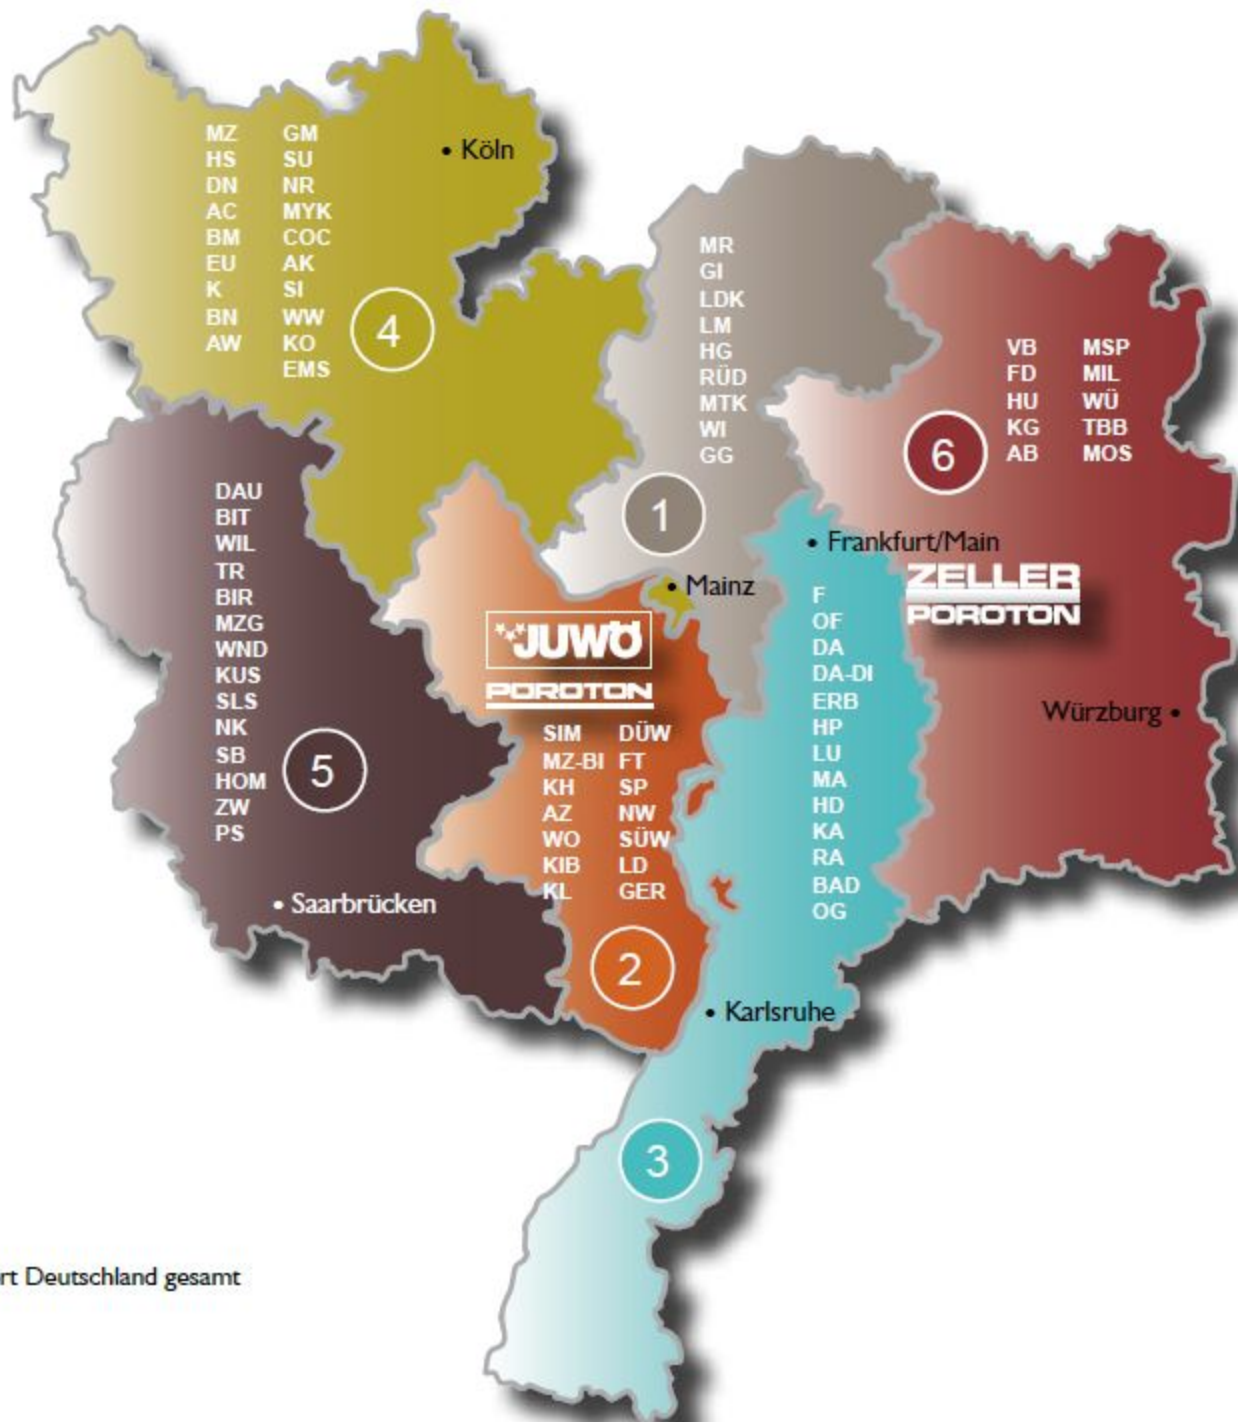 MZ GM
HS SU
DN NR
AC MYK
BM COC
EU AK
K SI
BN WW
AW KO
EMS
4
• Köln
MR
GI
LDK
LM
HG
RÜD
MTK
WI
GG
1
VB MSP
FD MIL
HU WÜ
KG TBB
AB MOS
6
DAU
BIT
WIL
TR
BIR
MZG
WND
KUS
SLS
NK
SB
HOM
ZW
PS
5
• Saarbrücken
• Mainz
JUWÖ
POROTON
SIM DÜW
MZ-BI FT
KH SP
AZ NW
WO SÜW
KIB LD
KL GER
2
• Frankfurt/Main
F
OF
DA
DA-DI
ERB
HP
LU
MA
HD
KA
RA
BAD
OG
ZELLER
POROTON
Würzburg •
• Karlsruhe
3
rt Deutschland gesamt